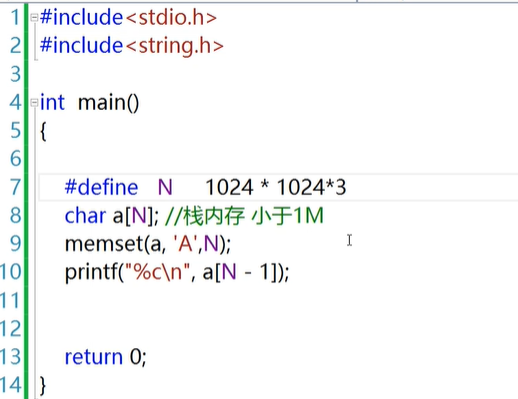 1 #include<stdio.h>
2 #include<string.h>
3
4 int main()
5 {
6
7 #define N 1024 * 1024*3
8 char a[N]; //栈内存 小于1M
9 memset(a, 'A',N);
10 printf("%c\n", a[N - 1]);
11
12
13 return 0;
14 }